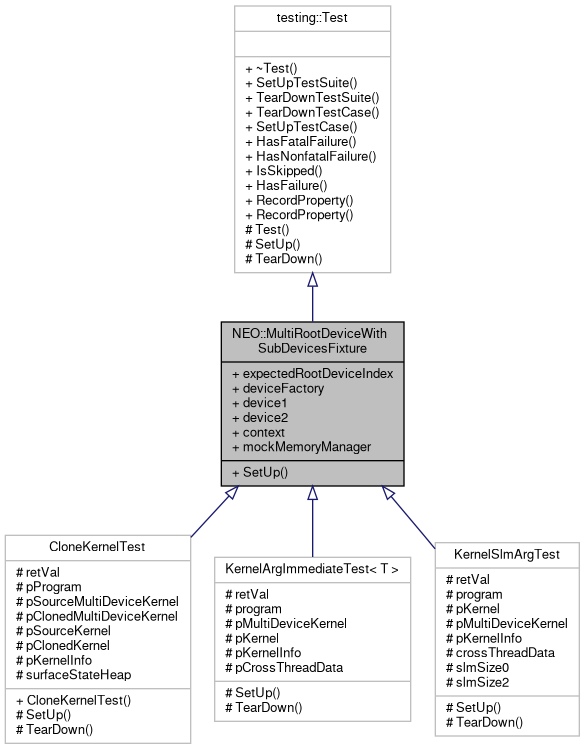 testing::Test
+ ~Test()
+ SetUpTestSuite()
+ TearDownTestSuite()
+ TearDownTestCase()
+ SetUpTestCase()
+ HasFatalFailure()
+ HasNonfatalFailure()
+ IsSkipped()
+ HasFailure()
+ RecordProperty()
+ RecordProperty()
# Test()
# SetUp()
# TearDown()
NEO::MultiRootDeviceWith
SubDevicesFixture
+ expectedRootDeviceIndex
+ deviceFactory
+ device1
+ device2
+ context
+ mockMemoryManager
+ SetUp()
CloneKernelTest
# retVal
# pProgram
# pSourceMultiDeviceKernel
# pClonedMultiDeviceKernel
# pSourceKernel
# pClonedKernel
# pKernelInfo
# surfaceStateHeap
+ CloneKernelTest()
# SetUp()
# TearDown()
KernelArgImmediateTest< T >
# retVal
# program
# pMultiDeviceKernel
# pKernel
# pKernelInfo
# pCrossThreadData
# SetUp()
# TearDown()
KernelSlmArgTest
# retVal
# program
# pKernel
# pMultiDeviceKernel
# pKernelInfo
# crossThreadData
# slmSize0
# slmSize2
# SetUp()
# TearDown()